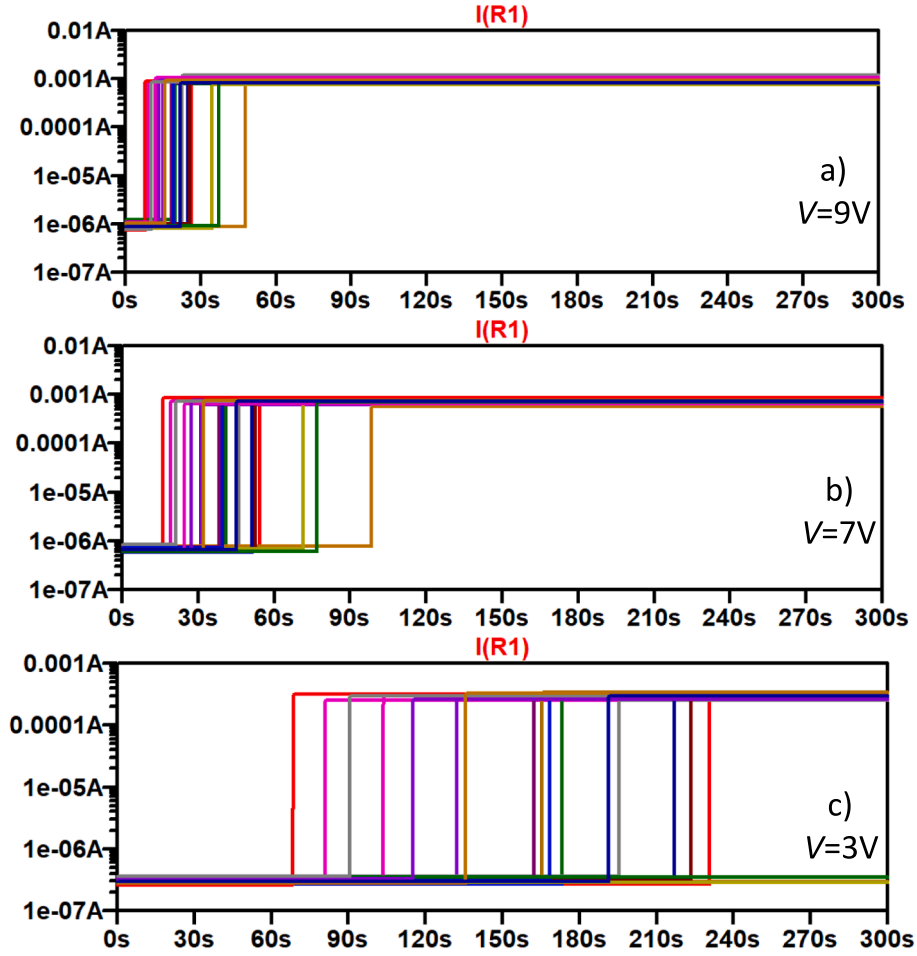 I(R1)
0.01A
0.001A
0.0001A
1e-05A
1e-06A
1e-07A
a)
V=9V
0s 30s 60s 90s 120s 150s 180s 210s 240s 270s 300s
I(R1)
0.01A
0.001A
0.0001A
1e-05A
1e-06A
1e-07A
b)
V=7V
0s 30s 60s 90s 120s 150s 180s 210s 240s 270s 300s
I(R1)
0.001A
0.0001A
1e-05A
1e-06A
1e-07A
c)
V=3V
0s 30s 60s 90s 120s 150s 180s 210s 240s 270s 300s